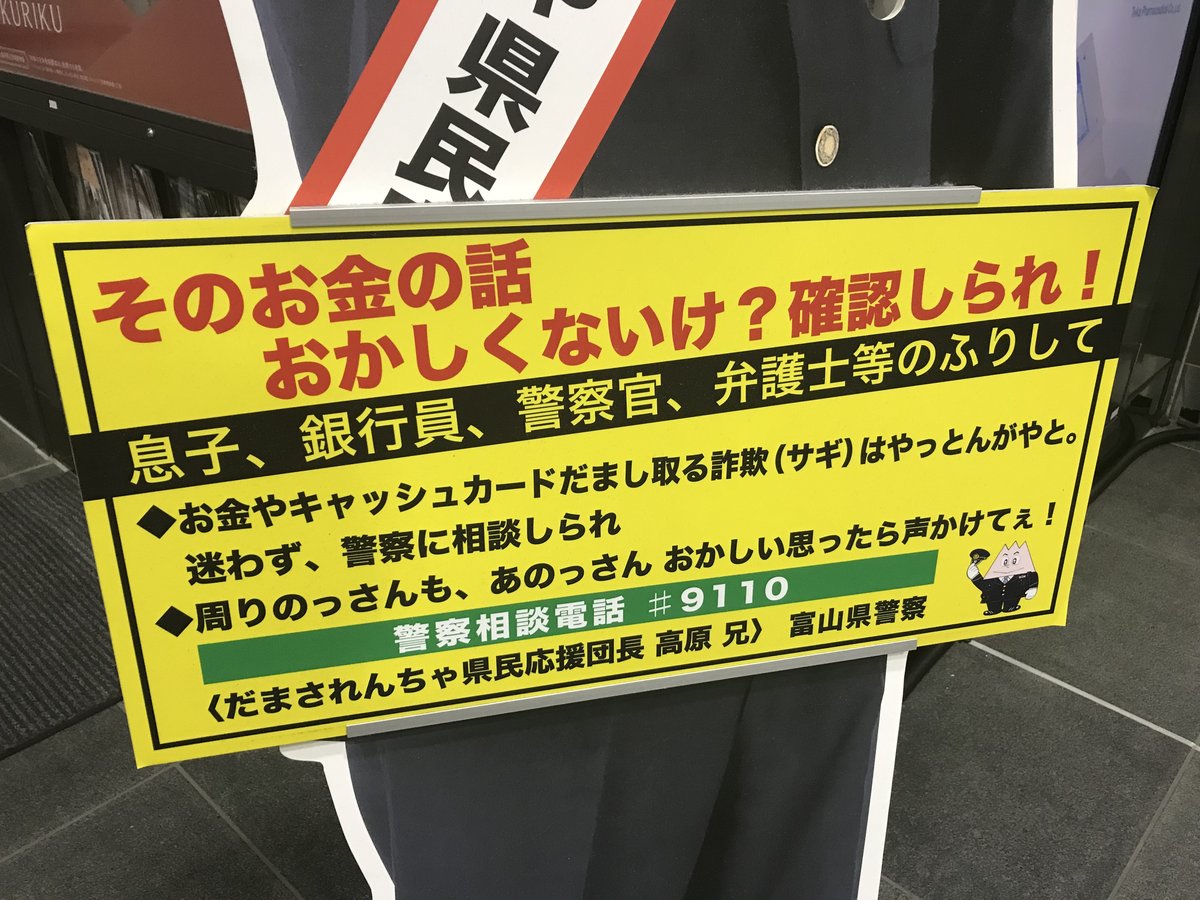 KURIKU
県民
そのお金の話
おかしくないけ?確認しられ!
息子、銀行員、警察官、弁護士等のふりして
◆お金やキャッシュカードだまし取る詐欺(サギ)はやっとんがやと。
迷わず、警察に相談しられ
◆周りのっさんも、あのっさん おかしい思ったら声かけてぇ!
警察相談電話 #9110
〈だまされんちゃ県民応援団長 高原 兄〉 富山県警察